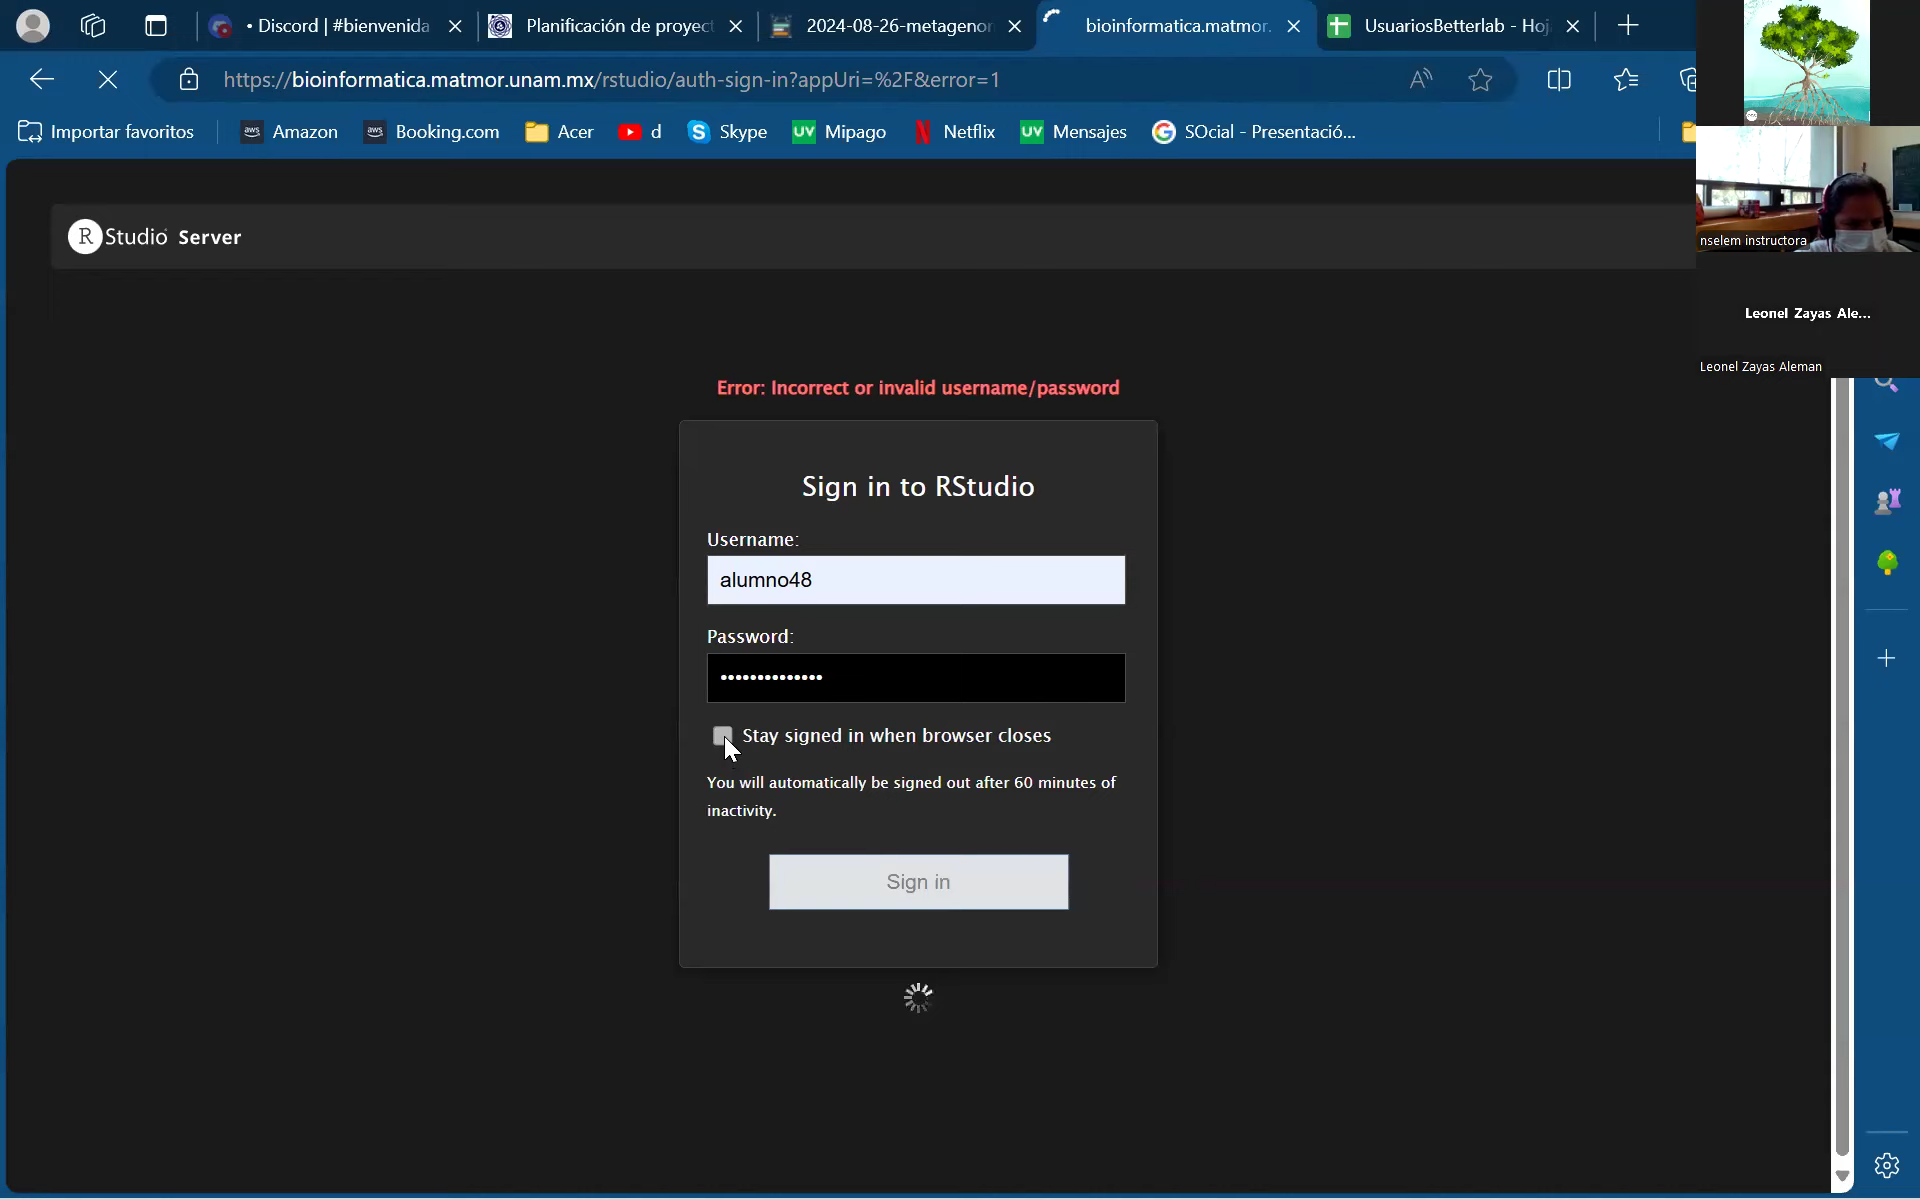 • Discord | #bienvenida
Planificación de proyect
2024-08-26-metagenon
bioinformatica.matmor.
UsuariosBetterlab - Hoj
https://bioinformatica.matmor.unam.mx/rstudio/auth-sign-in?appUri=%2F&error=1
Importar favoritos
aws Amazon
aws Booking.com
Acer
d
Skype
UV Mipago
Netflix
UV Mensajes
SOcial - Presentació...
nselem instructora
Leonel Zayas Ale...
Leonel Zayas Aleman
R Studio Server
Error: Incorrect or invalid username/password
Sign in to RStudio
Username:
alumno48
Password:
••••••••••••••
Stay signed in when browser closes
You will automatically be signed out after 60 minutes of
inactivity.
Sign in